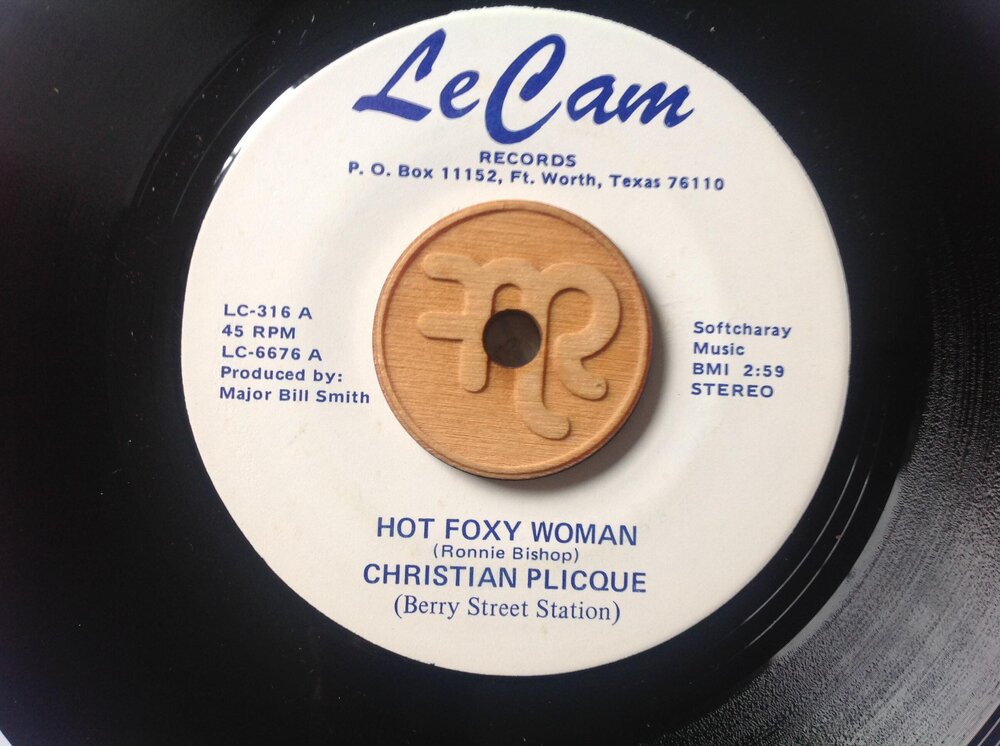 LeCam
RECORDS
P. O. Box 11152, Ft. Worth, Texas 76110
LC-316 A
45 RPM
LC-6676 A
Produced by:
Major Bill Smith
Softcharay
Music
BMI 2:59
STEREO
HOT FOXY WOMAN
(Ronnie Bishop)
CHRISTIAN PLICQUE
(Berry Street Station)